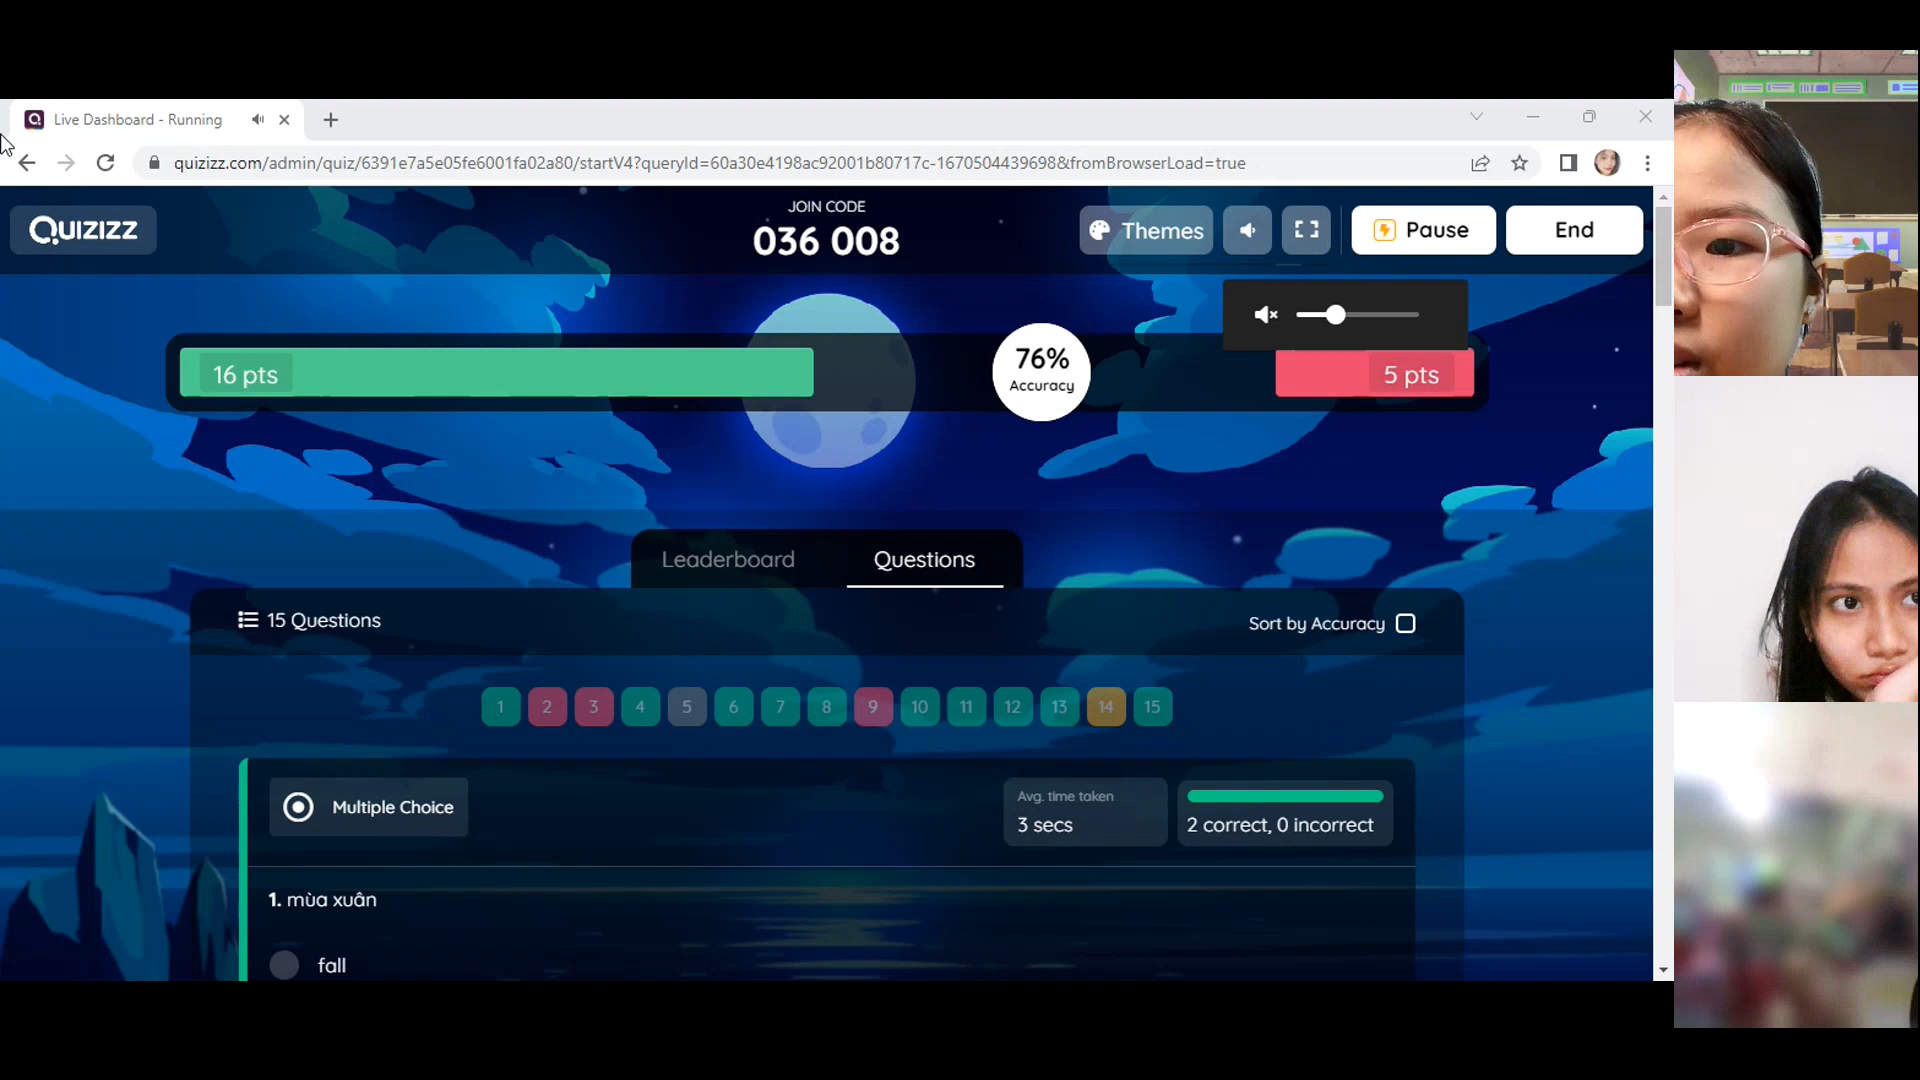 Live Dashboard - Running
quizizz.com/admin/quiz/6391e7a5e05fe6001fa02a80/startV4?queryId=60a30e4198ac92001b80717c-1670504439698&fromBrowserLoad=true
QUIZIZZ
JOIN CODE
036 008
Themes
Pause
End
16 pts
76%
Accuracy
5 pts
Leaderboard
Questions
15 Questions
Sort by Accuracy
1 2 3 4 5 6 7 8 9 10 11 12 13 14 15
Multiple Choice
Avg. time taken
3 secs
2 correct, 0 incorrect
1. mùa xuân
fall